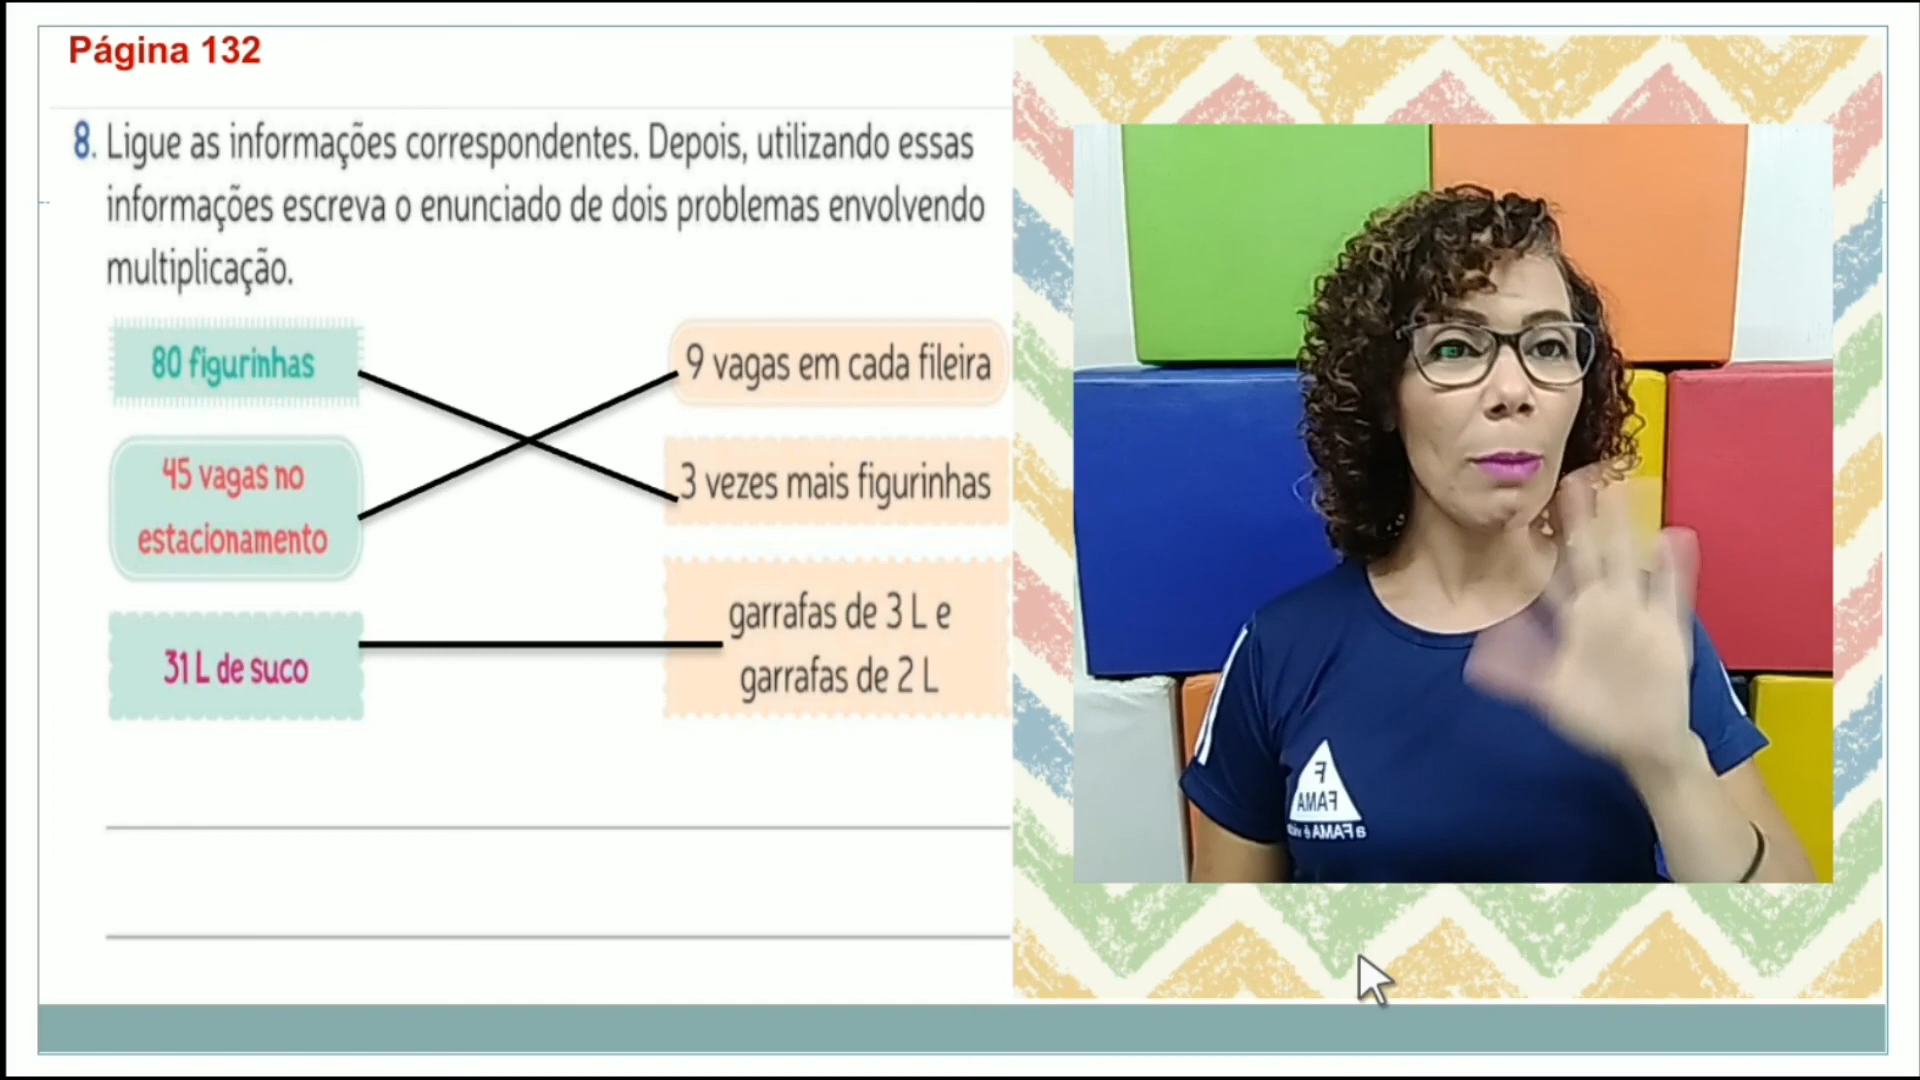 Página 132
8. Ligue as informações correspondentes. Depois, utilizando essas
informações escreva o enunciado de dois problemas envolvendo
multiplicação.
80 figurinhas
9 vagas em cada fileira
45 vagas no
estacionamento
3 vezes mais figurinhas
31 L de suco
garrafas de 3 L e
garrafas de 2 L
F
FAMA
a FAMA é